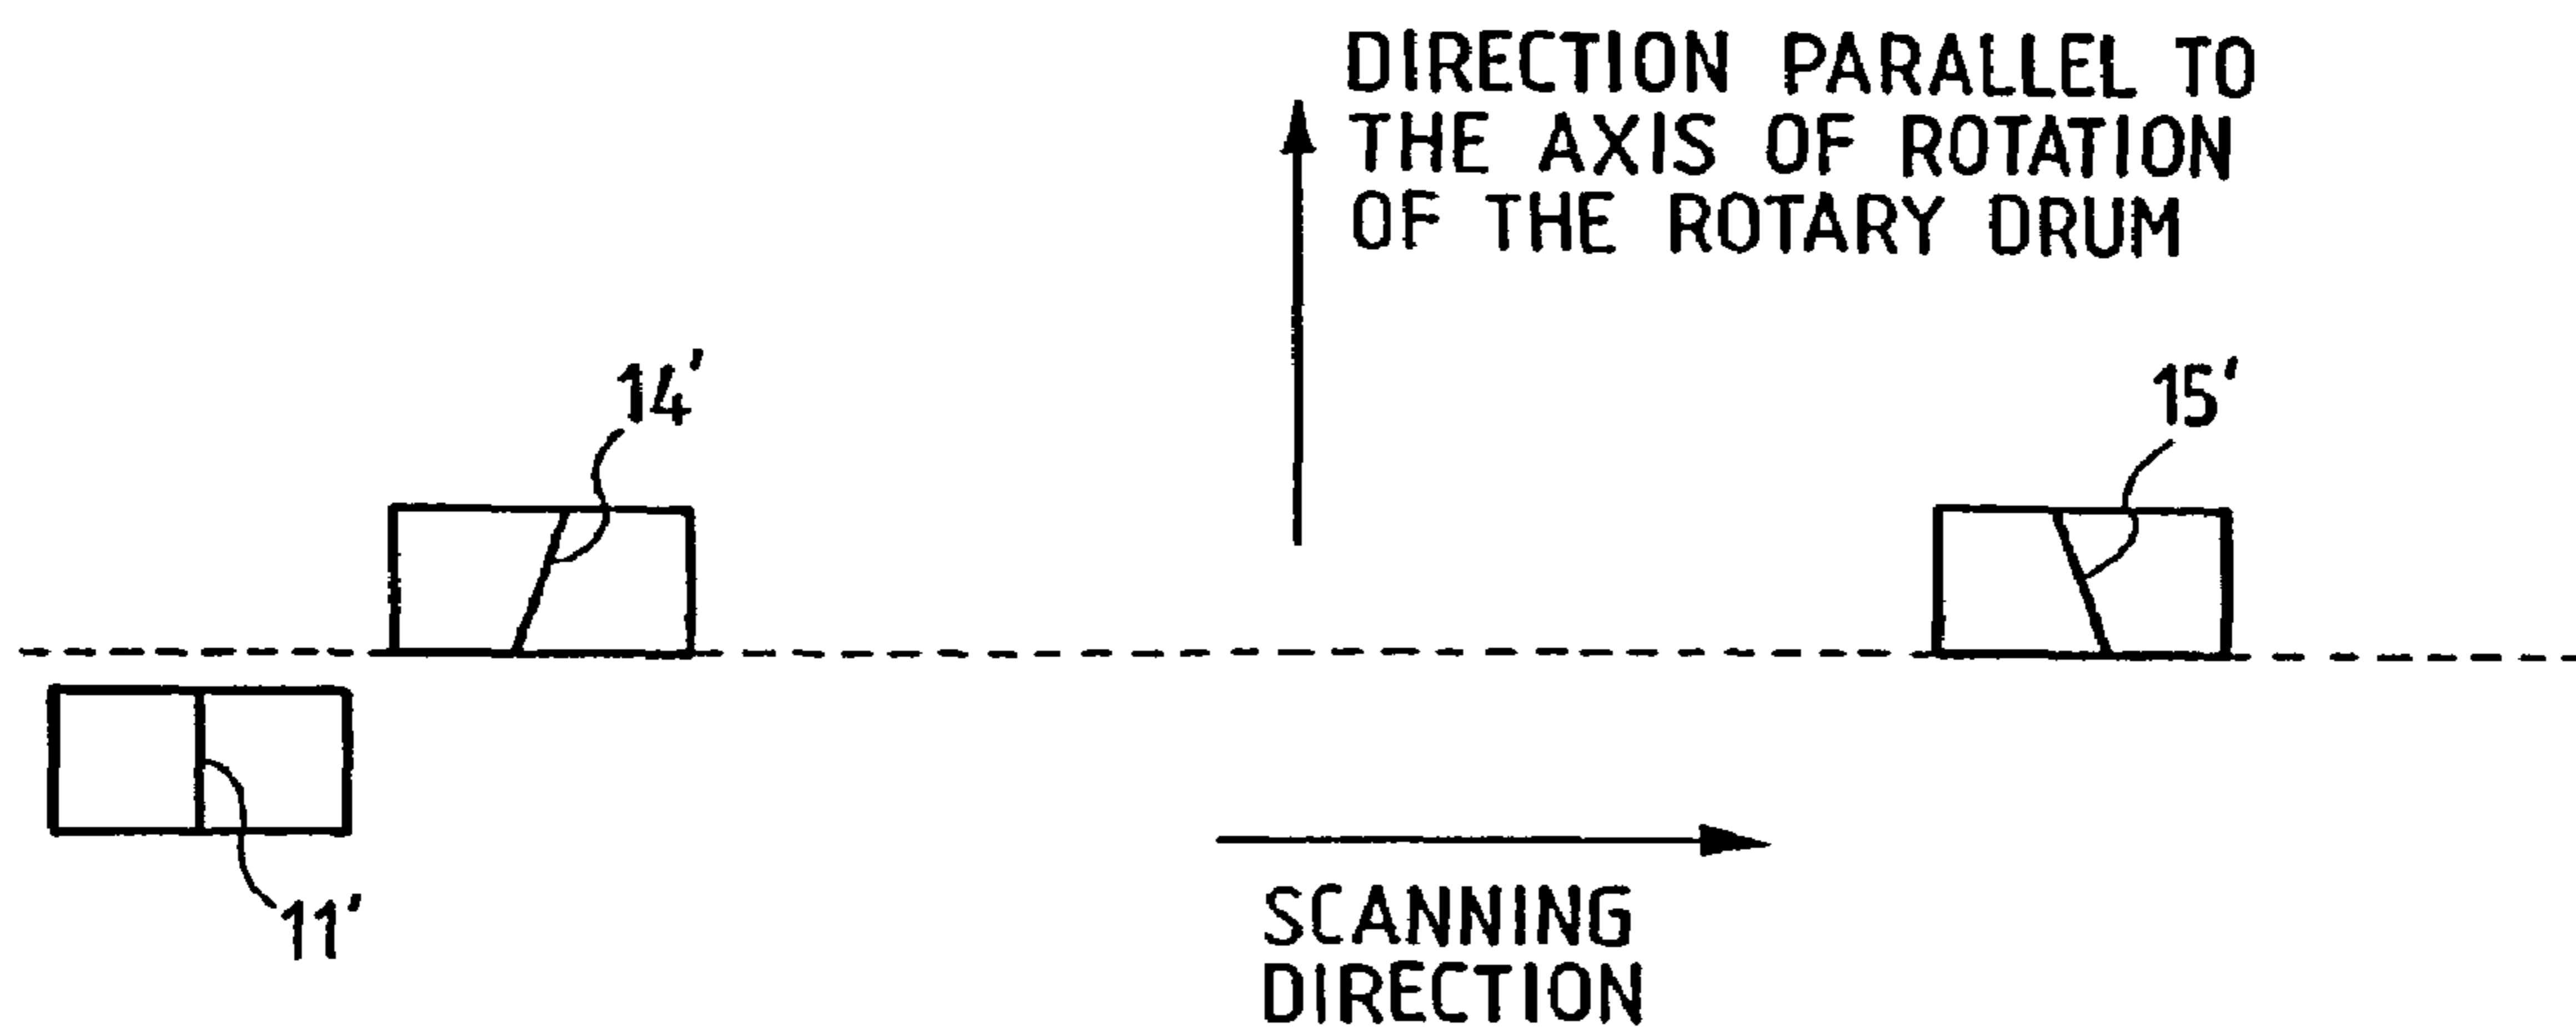 DIRECTION PARALLEL TO
THE AXIS OF ROTATION
OF THE ROTARY DRUM
14'
15'
11'
SCANNING
DIRECTION